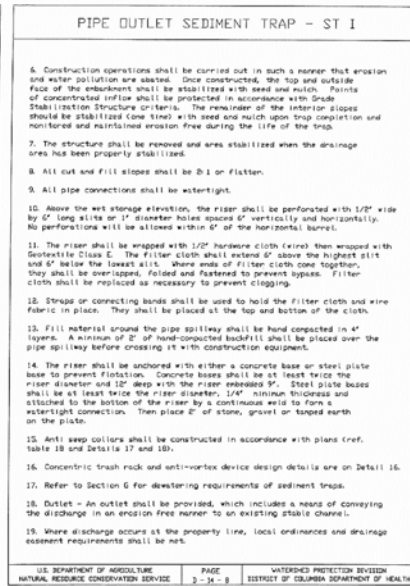 PIPE OUTLET SEDIMENT TRAP - ST I
6. Construction operations shall be carried out in such a manner that erosion
and water pollution are abated. Once constructed, the top and outside
face of the embankment shall be stabilized with seed and mulch. Points
of concentrated inflow shall be protected in accordance with Grade
Stabilization Structure criteria. The remainder of the interior slopes
should be stabilized (one time) with seed and mulch upon trap completion and
monitored and maintained erosion free during the life of the trap.
7. The structure shall be removed and area stabilized when the drainage
area has been properly stabilized.
8. All cut and fill slopes shall be 2:1 or flatter.
9. All pipe connections shall be watertight.
10. Above the wet storage elevation, the riser shall be perforated with 1/2" wide
by 6" long slits or 1" diameter holes spaced 6" vertically and horizontally.
No perforations will be allowed within 6" of the horizontal barrel.
11. The riser shall be wrapped with 1/2" hardware cloth (wire) then wrapped with
Geotextile Class E. The filter cloth shall extend 6" above the highest slit
and 6" below the lowest slit. Where ends of filter cloth come together,
they shall be overlapped, folded and fastened to prevent bypass. Filter
cloth shall be replaced as necessary to prevent clogging.
12. Straps or connecting bands shall be used to hold the filter cloth and wire
fabric in place. They shall be placed at the top and bottom of the cloth.
13. Fill material around the pipe spillway shall be hand compacted in 4"
layers. A minimum of 2' of hand-compacted backfill shall be placed over the
pipe spillway before crossing it with construction equipment.
14. The riser shall be anchored with either a concrete base or steel plate
base to prevent flotation. Concrete bases shall be at least twice the
riser diameter and 12" deep with the riser embedded 9". Steel plate bases
shall be at least twice the riser diameter, 1/4" minimum thickness and
attached to the bottom of the riser by a continuous weld to form a
watertight connection. Then place 2' of stone, gravel or tamped earth
on the plate.
15. Anti seep collars shall be constructed in accordance with plans (ref.
table 18 and Details 17 and 18).
16. Concentric trash rack and anti-vortex device design details are on Detail 16.
17. Refer to Section G for dewatering requirements of sediment traps.
18. Outlet - An outlet shall be provided, which includes a means of conveying
the discharge in an erosion free manner to an existing stable channel.
19. Where discharge occurs at the property line, local ordinances and drainage
easement requirements shall be met.
U.S. DEPARTMENT OF AGRICULTURE
NATURAL RESOURCE CONSERVATION SERVICE
PAGE
D - 14 - 8
WATERSHED PROTECTION DIVISION
DISTRICT OF COLUMBIA DEPARTMENT OF HEALTH